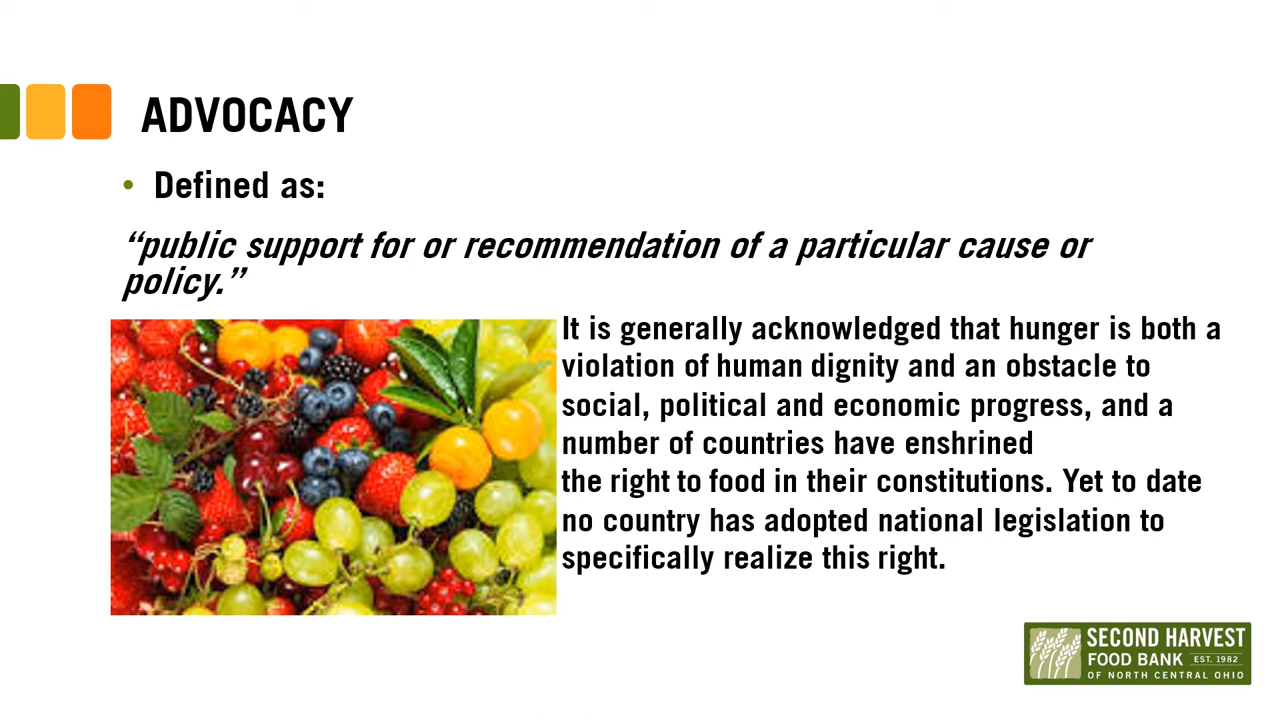 ADVOCACY
• Defined as:
“public support for or recommendation of a particular cause or
policy.”
It is generally acknowledged that hunger is both a
violation of human dignity and an obstacle to
social, political and economic progress, and a
number of countries have enshrined
the right to food in their constitutions. Yet to date
no country has adopted national legislation to
specifically realize this right.
SECOND HARVEST
FOOD BANK EST. 1982
OF NORTH CENTRAL OHIO